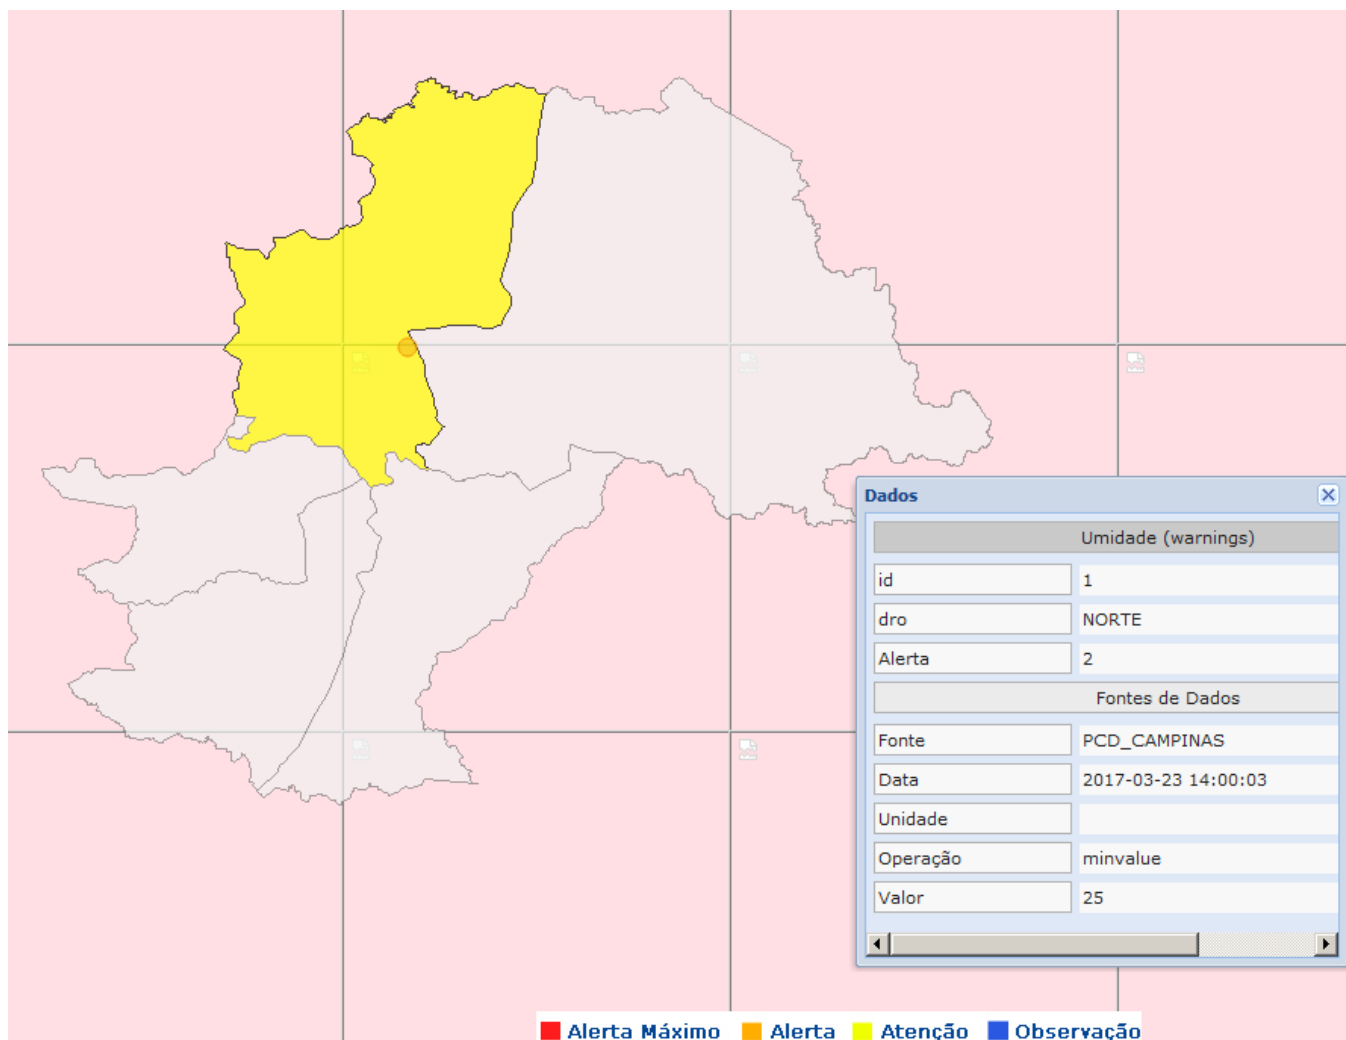 Dados
Umidade (warnings)
id 1
dro NORTE
Alerta 2
Fontes de Dados
Fonte PCD_CAMPINAS
Data 2017-03-23 14:00:03
Unidade
Operação minvalue
Valor 25
Alerta Máximo Alerta Atenção Observação